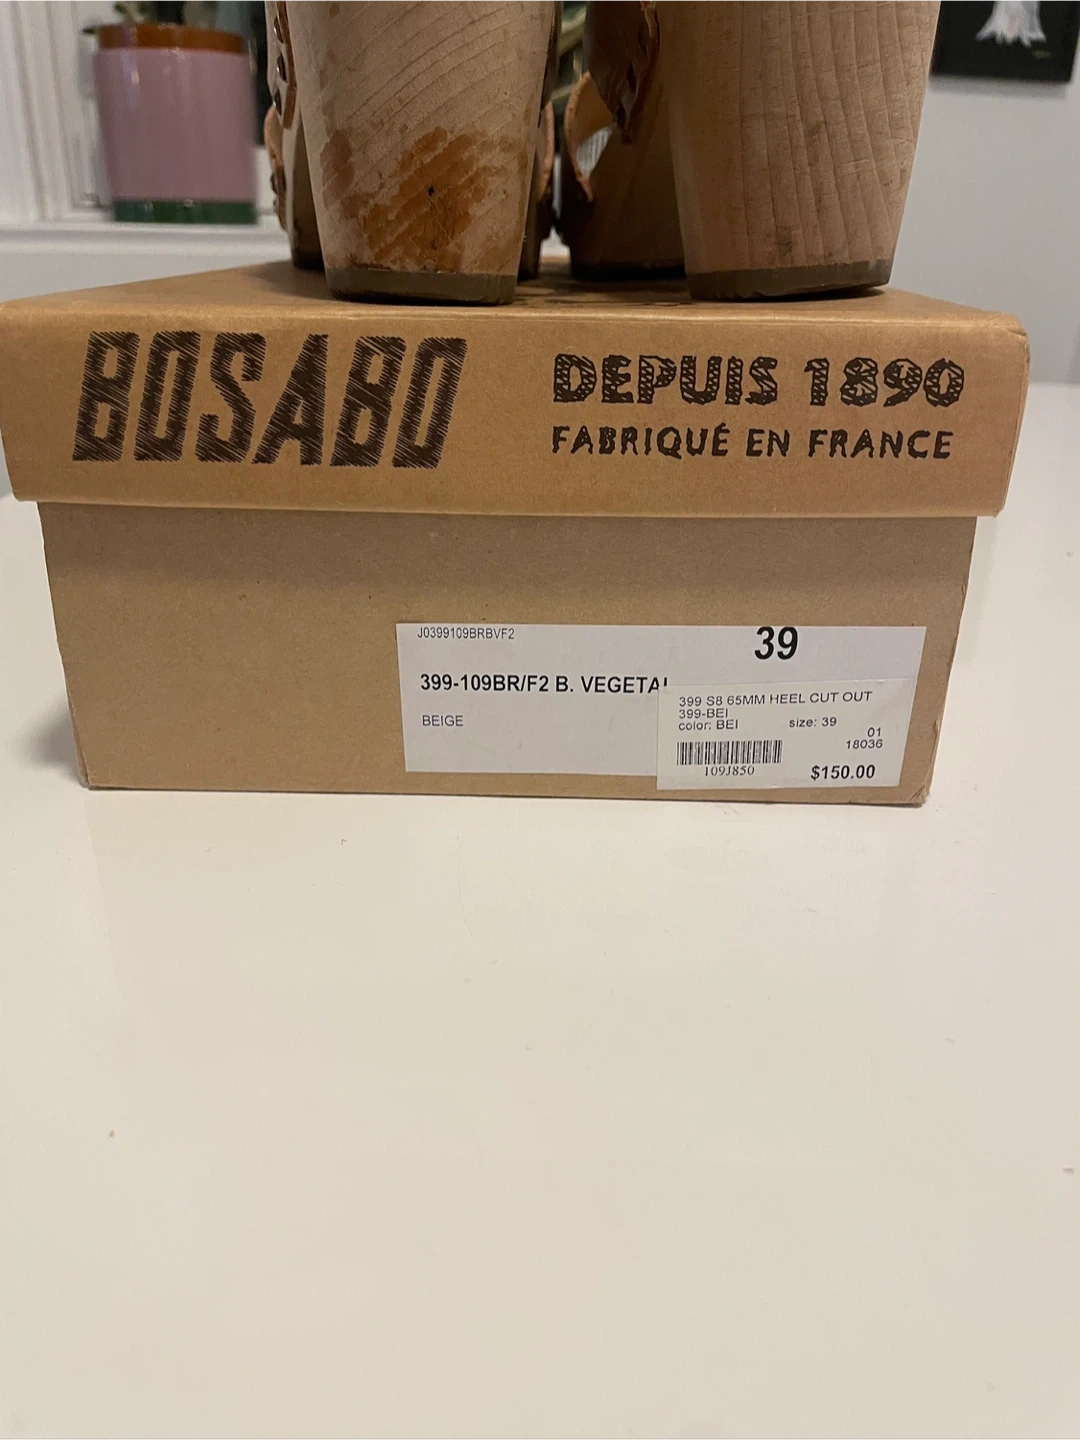 BOSABO
DEPUIS 1890
FABRIQUÉ EN FRANCE
J0399109BRBVF2
39
399-109BR/F2 B. VEGETAL
BEIGE
399 S8 65MM HEEL CUT OUT
399-BEI
color: BEI size: 39
01
18036
109J850
$150.00